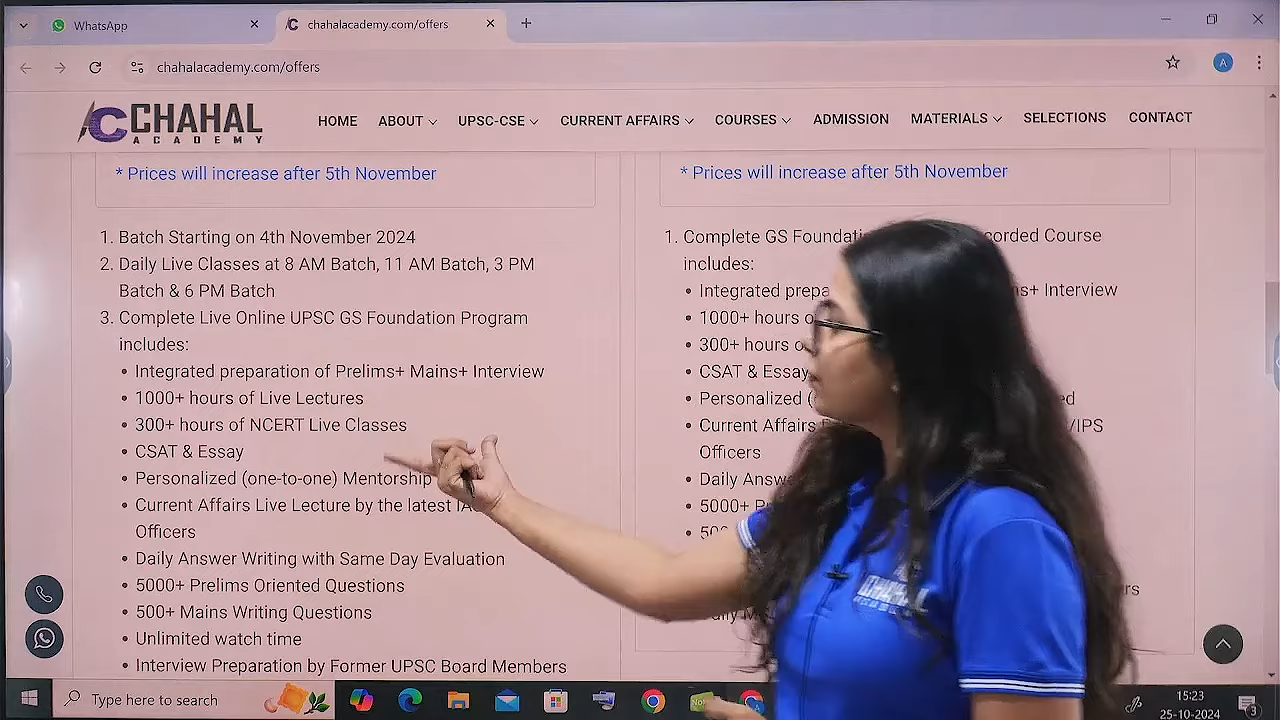 WhatsApp
chahalacademy.com/offers
chahalacademy.com/offers
A
CHAHAL
ACADEMY
HOME
ABOUT
UPSC-CSE
CURRENT AFFAIRS
COURSES
ADMISSION
MATERIALS
SELECTIONS
CONTACT
* Prices will increase after 5th November
1. Batch Starting on 4th November 2024
2. Daily Live Classes at 8 AM Batch, 11 AM Batch, 3 PM
Batch & 6 PM Batch
3. Complete Live Online UPSC GS Foundation Program
includes:
• Integrated preparation of Prelims+ Mains+ Interview
• 1000+ hours of Live Lectures
• 300+ hours of NCERT Live Classes
• CSAT & Essay
• Personalized (one-to-one) Mentorship
• Current Affairs Live Lecture by the latest
Officers
• Daily Answer Writing with Same Day Evaluation
• 5000+ Prelims Oriented Questions
• 500+ Mains Writing Questions
• Unlimited watch time
• Interview Preparation by Former UPSC Board Members
* Prices will increase after 5th November
1. Complete GS Course
includes:
• Integrated Interview
• 1000+ hours
• 300+ hours
• CSAT & Essay
• Personalized
• Current Affairs /IPS
Officers
• Daily
• 5000+
CHAHAL
Type here to search
15:23
25-10-2024
3